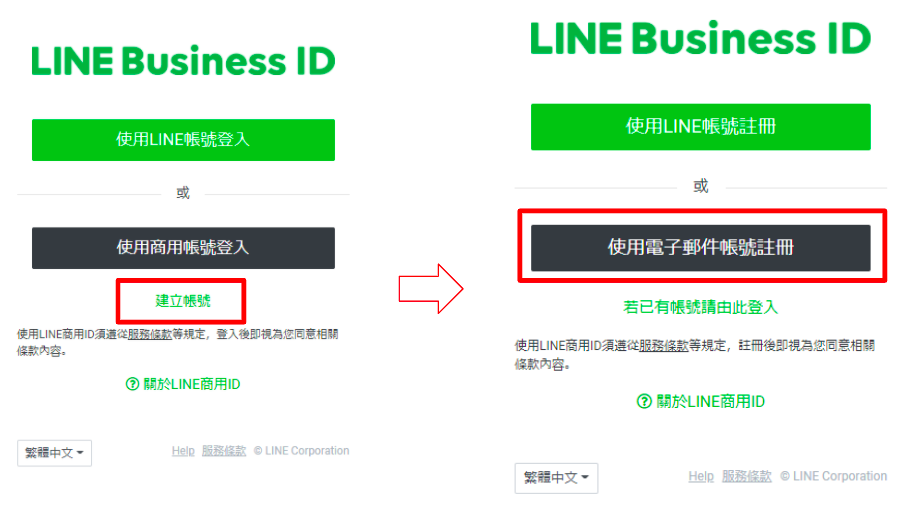 LINE Business ID
使用LINE帳號登入
或
使用商用帳號登入
建立帳號
使用LINE商用ID須遵從服務條款等規定，登入後即視為您同意相關
條款內容。
? 關於LINE商用ID
繁體中文
Help 服務條款 © LINE Corporation
LINE Business ID
使用LINE帳號註冊
或
使用電子郵件帳號註冊
若已有帳號請由此登入
使用LINE商用ID須遵從服務條款等規定，註冊後即視為您同意相關
條款內容。
? 關於LINE商用ID
繁體中文
Help 服務條款 © LINE Corporation